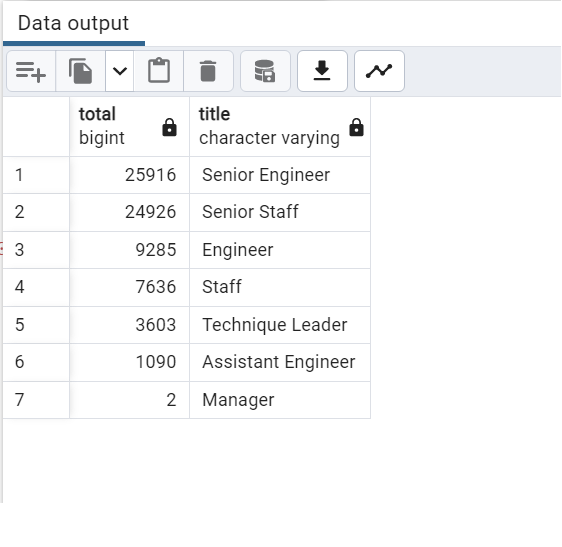 Data output
total title
bigint character varying
1 25916 Senior Engineer
2 24926 Senior Staff
3 9285 Engineer
4 7636 Staff
5 3603 Technique Leader
6 1090 Assistant Engineer
7 2 Manager